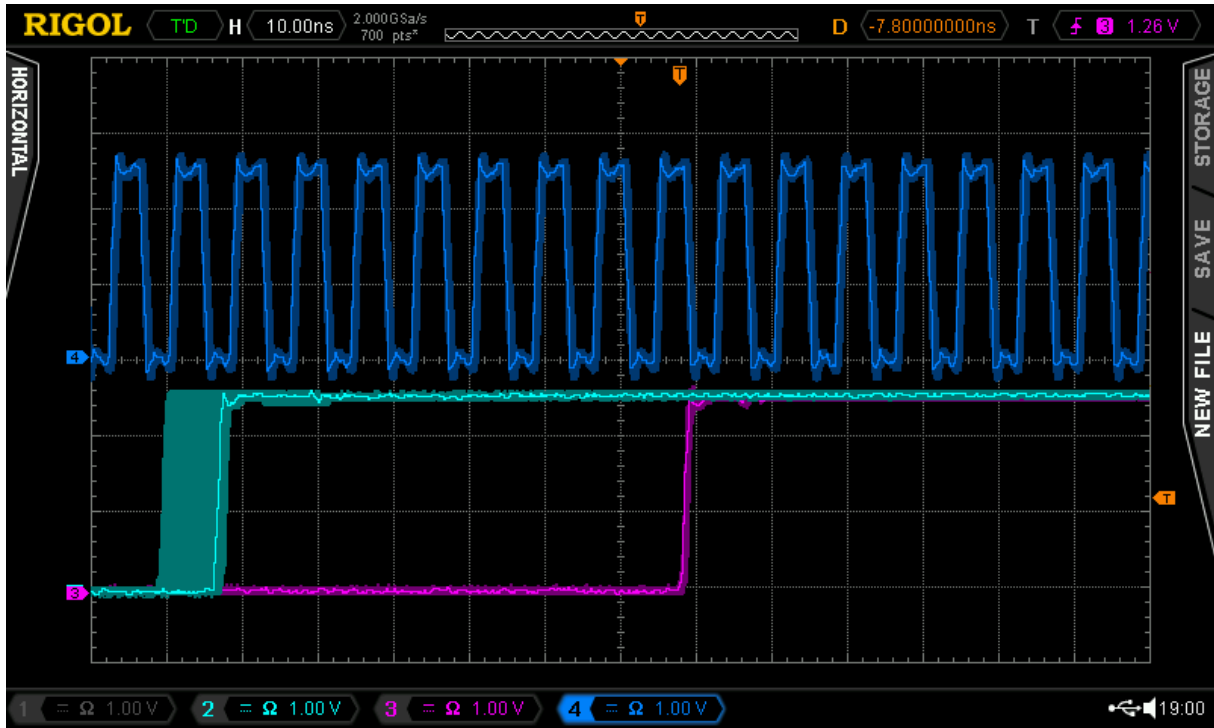 RIGOL T'D H 10.00ns 2.000GSa/s 700 pts* T D -7.80000000ns T 3 1.26 V
HORIZONTAL
T
STORAGE
SAVE
NEW FILE
4
T
3
1 = Ω 1.00 V 2 = Ω 1.00 V 3 = Ω 1.00 V 4 = Ω 1.00 V 19:00